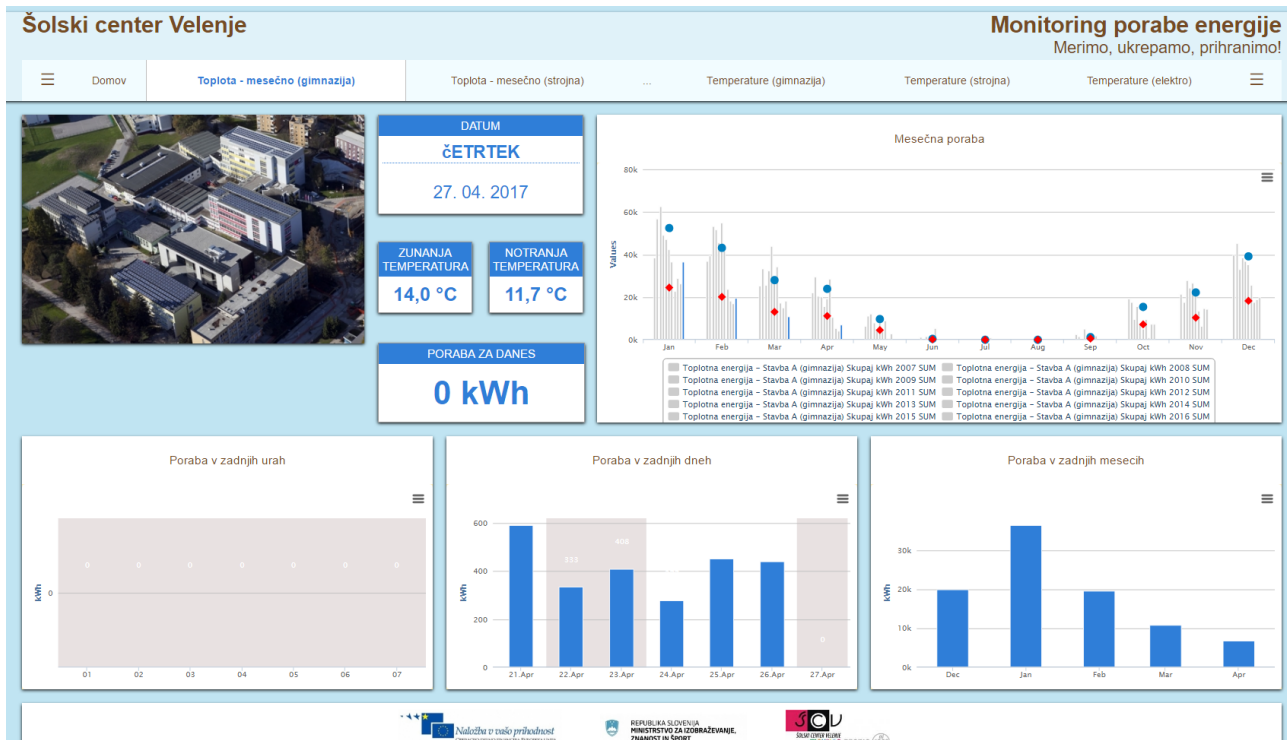 Šolski center Velenje
Monitoring porabe energije
Merimo, ukrepamo, prihranimo!
Domov
Toplota - mesečno (gimnazija)
Toplota - mesečno (strojna)
...
Temperature (gimnazija)
Temperature (strojna)
Temperature (elektro)
DATUM
čETRTEK
27. 04. 2017
ZUNANJA
TEMPERATURA
14,0 °C
NOTRANJA
TEMPERATURA
11,7 °C
PORABA ZA DANES
0 kWh
Mesečna poraba
Values
80k
60k
40k
20k
0k
Jan Feb Mar Apr May Jun Jul Aug Sep Oct Nov Dec
Toplotna energija – Stavba A (gimnazija) Skupaj kWh 2007 SUM Toplotna energija – Stavba A (gimnazija) Skupaj kWh 2008 SUM
Toplotna energija – Stavba A (gimnazija) Skupaj kWh 2009 SUM Toplotna energija – Stavba A (gimnazija) Skupaj kWh 2010 SUM
Toplotna energija – Stavba A (gimnazija) Skupaj kWh 2011 SUM Toplotna energija – Stavba A (gimnazija) Skupaj kWh 2012 SUM
Toplotna energija – Stavba A (gimnazija) Skupaj kWh 2013 SUM Toplotna energija – Stavba A (gimnazija) Skupaj kWh 2014 SUM
Toplotna energija – Stavba A (gimnazija) Skupaj kWh 2015 SUM Toplotna energija – Stavba A (gimnazija) Skupaj kWh 2016 SUM
Poraba v zadnjih urah
kWh
0 0 0 0 0 0 0
0
01 02 03 04 05 06 07
Poraba v zadnjih dneh
kWh
600
400
200
0
333
408
0
21.Apr 22.Apr 23.Apr 24.Apr 25.Apr 26.Apr 27.Apr
Poraba v zadnjih mesecih
kWh
30k
20k
10k
0k
Dec Jan Feb Mar Apr
Naložba v vašo prihodnost
REPUBLIKA SLOVENIJA
MINISTRSTVO ZA IZOBRAŽEVANJE,
ZNANOST IN ŠPORT
ŠCV
ŠOLSKI CENTER VELENJE